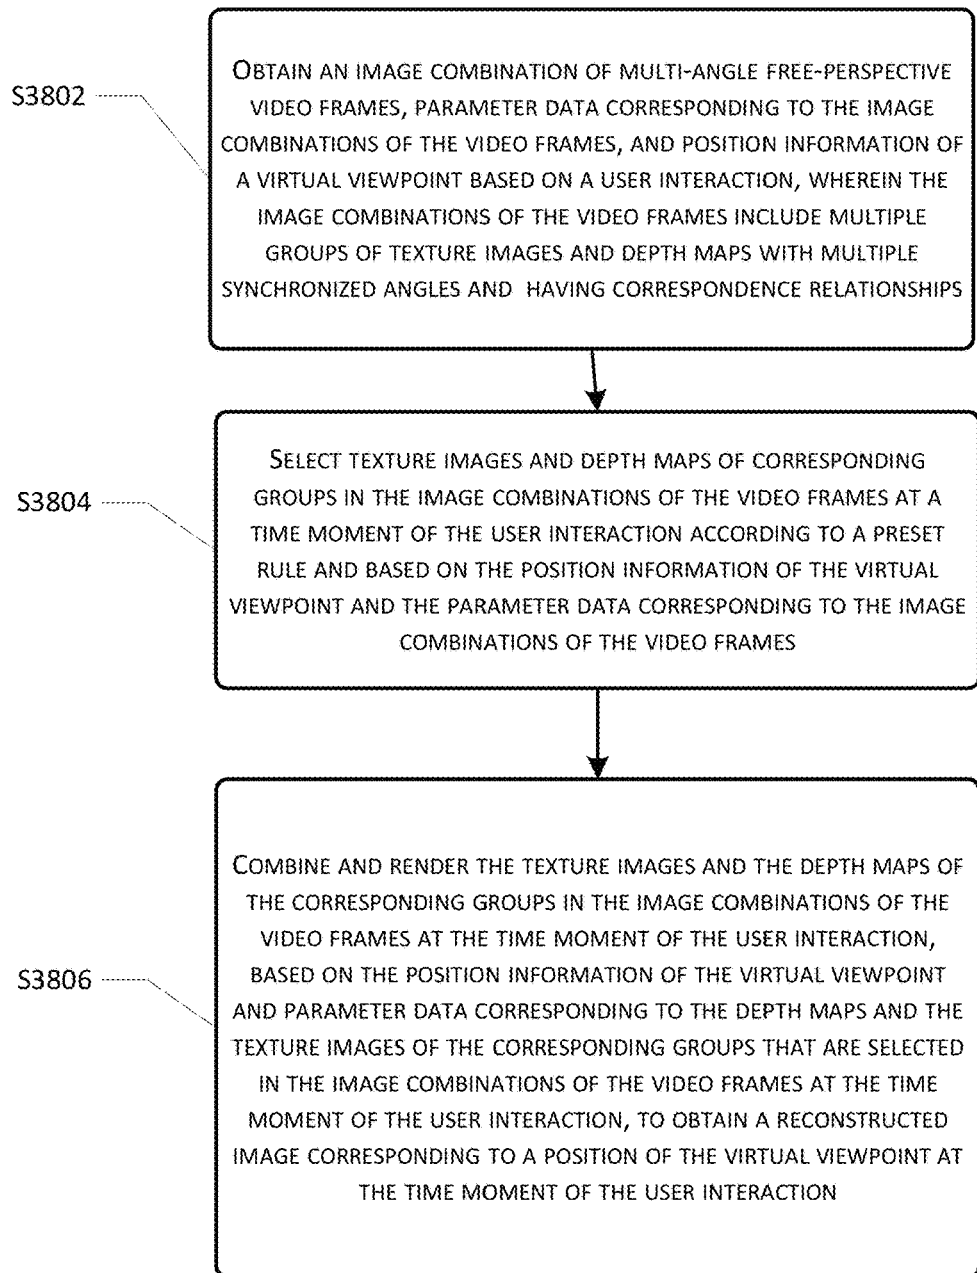 S3802
OBTAIN AN IMAGE COMBINATION OF MULTI-ANGLE FREE-PERSPECTIVE
VIDEO FRAMES, PARAMETER DATA CORRESPONDING TO THE IMAGE
COMBINATIONS OF THE VIDEO FRAMES, AND POSITION INFORMATION OF
A VIRTUAL VIEWPOINT BASED ON A USER INTERACTION, WHEREIN THE
IMAGE COMBINATIONS OF THE VIDEO FRAMES INCLUDE MULTIPLE
GROUPS OF TEXTURE IMAGES AND DEPTH MAPS WITH MULTIPLE
SYNCHRONIZED ANGLES AND HAVING CORRESPONDENCE RELATIONSHIPS
S3804
SELECT TEXTURE IMAGES AND DEPTH MAPS OF CORRESPONDING
GROUPS IN THE IMAGE COMBINATIONS OF THE VIDEO FRAMES AT A
TIME MOMENT OF THE USER INTERACTION ACCORDING TO A PRESET
RULE AND BASED ON THE POSITION INFORMATION OF THE VIRTUAL
VIEWPOINT AND THE PARAMETER DATA CORRESPONDING TO THE IMAGE
COMBINATIONS OF THE VIDEO FRAMES
S3806
COMBINE AND RENDER THE TEXTURE IMAGES AND THE DEPTH MAPS OF
THE CORRESPONDING GROUPS IN THE IMAGE COMBINATIONS OF THE
VIDEO FRAMES AT THE TIME MOMENT OF THE USER INTERACTION,
BASED ON THE POSITION INFORMATION OF THE VIRTUAL VIEWPOINT
AND PARAMETER DATA CORRESPONDING TO THE DEPTH MAPS AND THE
TEXTURE IMAGES OF THE CORRESPONDING GROUPS THAT ARE SELECTED
IN THE IMAGE COMBINATIONS OF THE VIDEO FRAMES AT THE TIME
MOMENT OF THE USER INTERACTION, TO OBTAIN A RECONSTRUCTED
IMAGE CORRESPONDING TO A POSITION OF THE VIRTUAL VIEWPOINT AT
THE TIME MOMENT OF THE USER INTERACTION